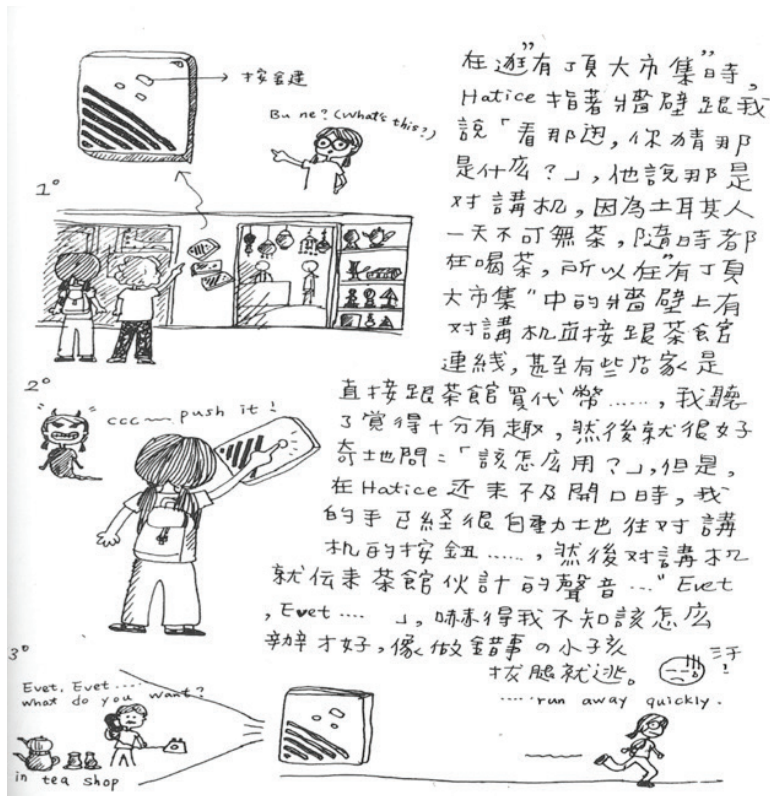 按鍵
Bu ne? (What's this?)
1°
在逛"有頂大市集"時,
Hatice 指著牆壁跟我
說「看那邊,你猜那
是什么?」,他說那是
对講机,因為土耳其人
一天不可無茶,隨時都
在喝茶,所以在"有頂
大市集"中的牆壁上有
对講机直接跟茶館
連線,甚至有些店家是
直接跟茶館買代幣……,我聽
了覺得十分有趣,然後就很好
奇地問:「該怎么用?」,但是,
在Hatice 还来不及開口時,我
的手已経很自動土地往对講
机的按鈕……,然後对講机
就伝来茶館伙計的聲音…"Evet
,Evet ....」,嚇得我不知該怎么
辦才好,像做錯事の小孩
拔腿就逃。
2°
ccc~ push it!
3°
Evet, Evet ....
what do you want?
in tea shop
汗
!
..... run away quickly.